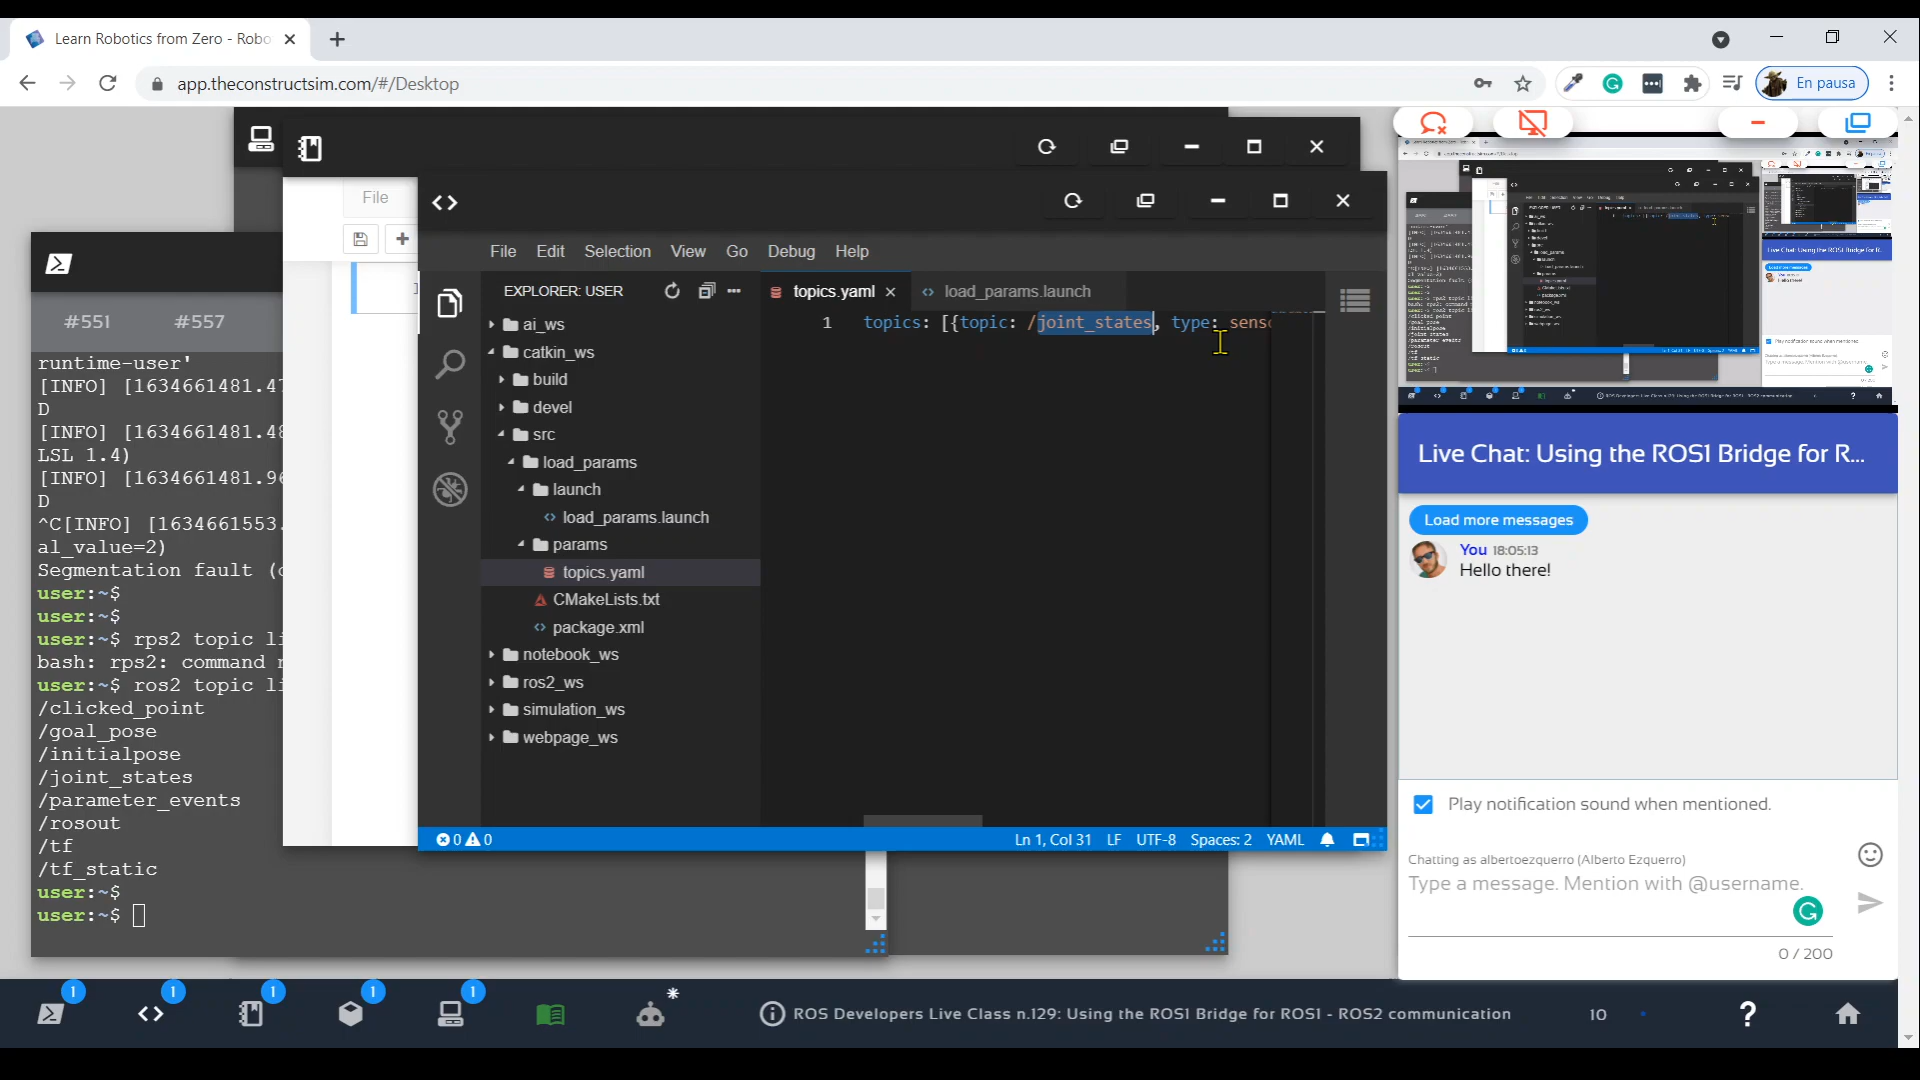 Learn Robotics from Zero - Robo
app.theconstructsim.com/#/Desktop
En pausa
File
File Edit Selection View Go Debug Help
EXPLORER: USER
topics.yaml
load_params.launch
1 topics: [{topic: /joint_states, type: senso
ai_ws
catkin_ws
build
devel
src
load_params
launch
load_params.launch
params
topics.yaml
CMakeLists.txt
package.xml
notebook_ws
ros2_ws
simulation_ws
webpage_ws
0 0
Ln 1, Col 31 LF UTF-8 Spaces: 2 YAML
#551 #557
runtime-user'
[INFO] [1634661481.47
D
[INFO] [1634661481.48
LSL 1.4)
[INFO] [1634661481.96
D
^C[INFO] [1634661553.
al_value=2)
Segmentation fault (c
user:~$
user:~$
user:~$ rps2 topic li
bash: rps2: command n
user:~$ ros2 topic li
/clicked_point
/goal_pose
/initialpose
/joint_states
/parameter_events
/rosout
/tf
/tf_static
user:~$
user:~$
Live Chat: Using the ROS1 Bridge for R...
Load more messages
You 18:05:13
Hello there!
Play notification sound when mentioned.
Chatting as albertoezquerro (Alberto Ezquerro)
Type a message. Mention with @username.
0 / 200
1 1 1 1 1 *
ROS Developers Live Class n.129: Using the ROS1 Bridge for ROS1 - ROS2 communication
10
?